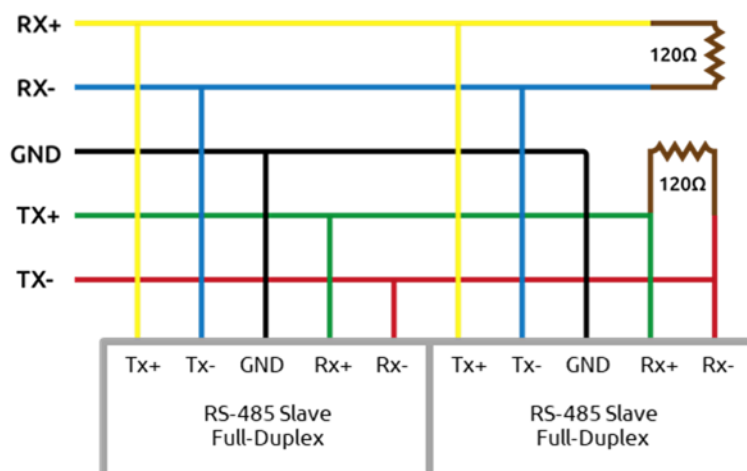 RX+
120Ω
RX-
GND
120Ω
TX+
TX-
Tx+ Tx- GND Rx+ Rx- Tx+ Tx- GND Rx+ Rx-
RS-485 Slave
Full-Duplex
RS-485 Slave
Full-Duplex